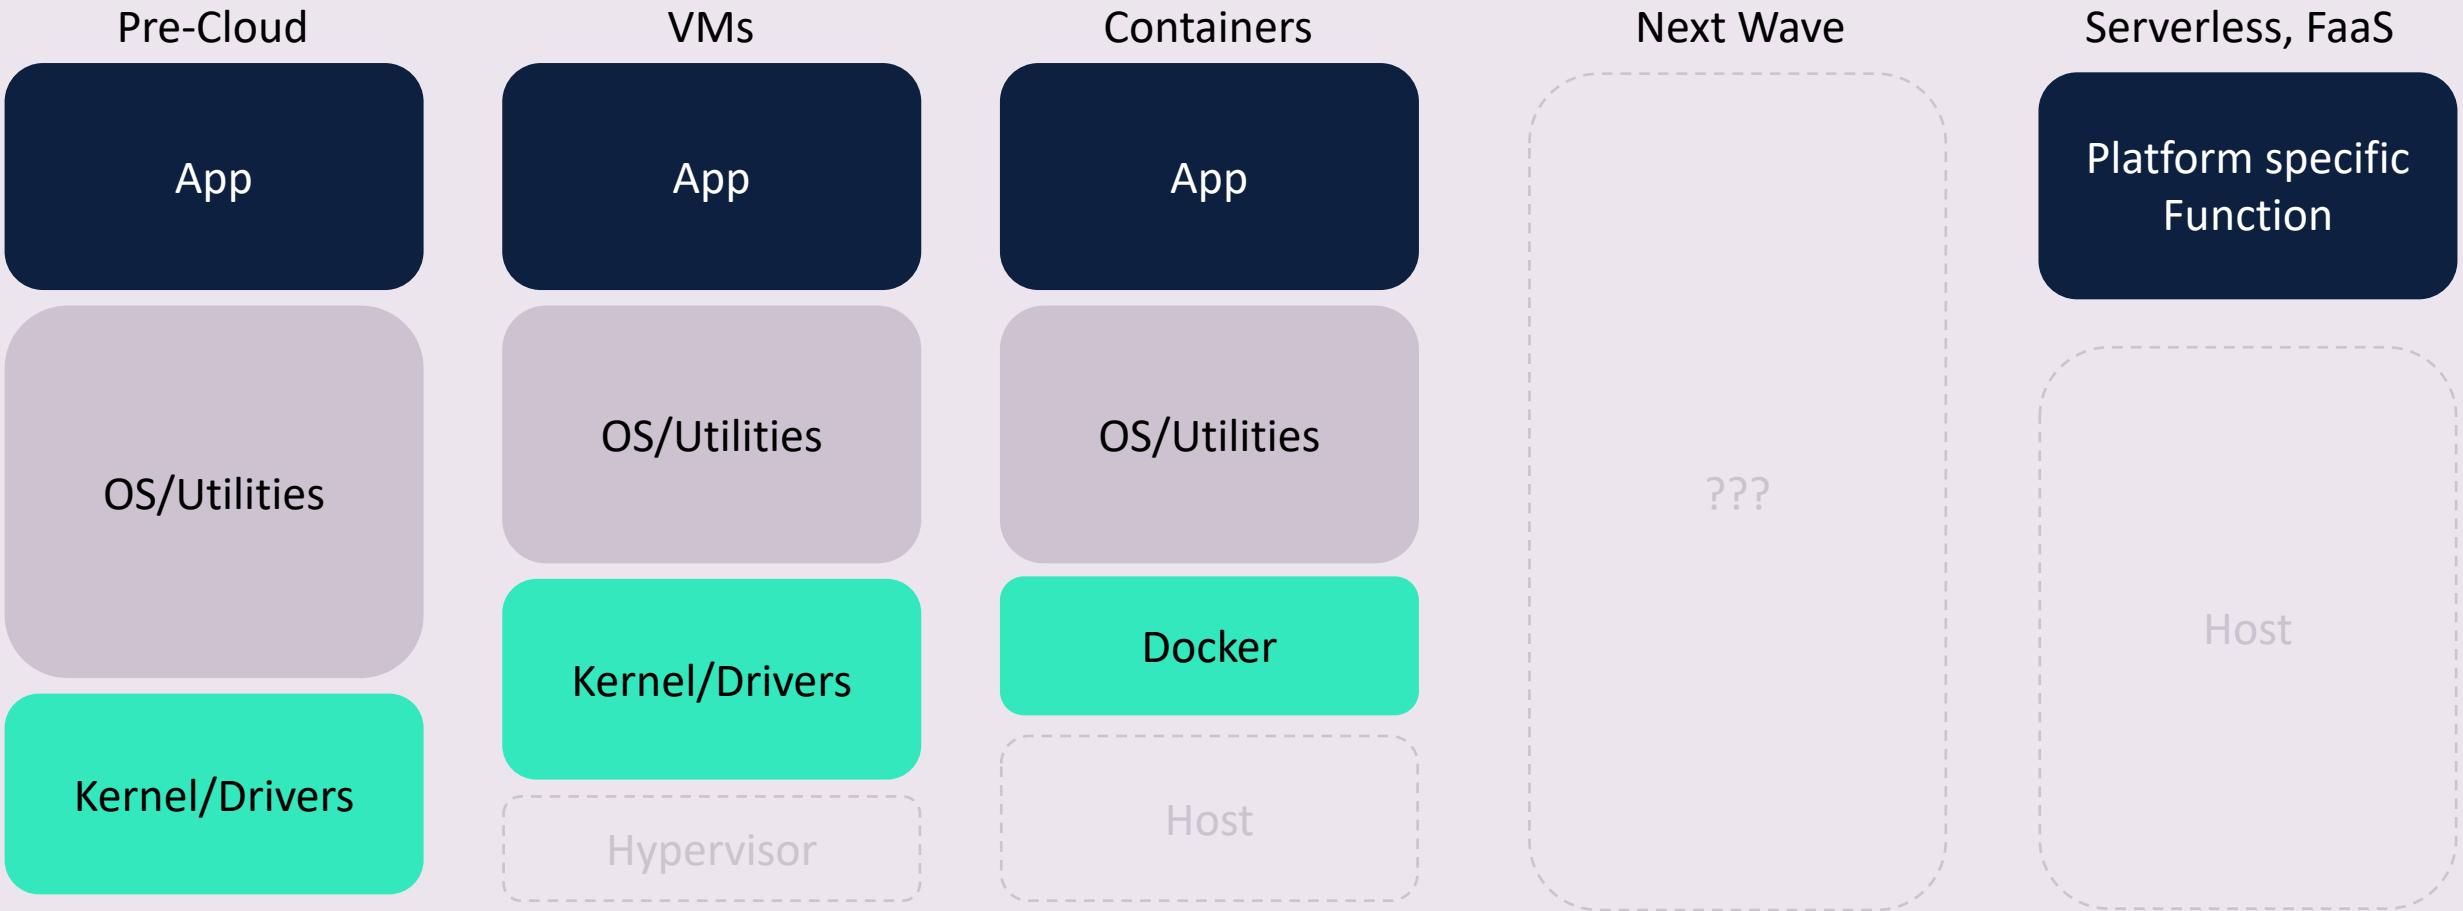 Pre-Cloud
VMs
Containers
Next Wave
Serverless, FaaS
App
App
App
Platform specific
Function
OS/Utilities
OS/Utilities
OS/Utilities
???
Host
Kernel/Drivers
Kernel/Drivers
Docker
Hypervisor
Host